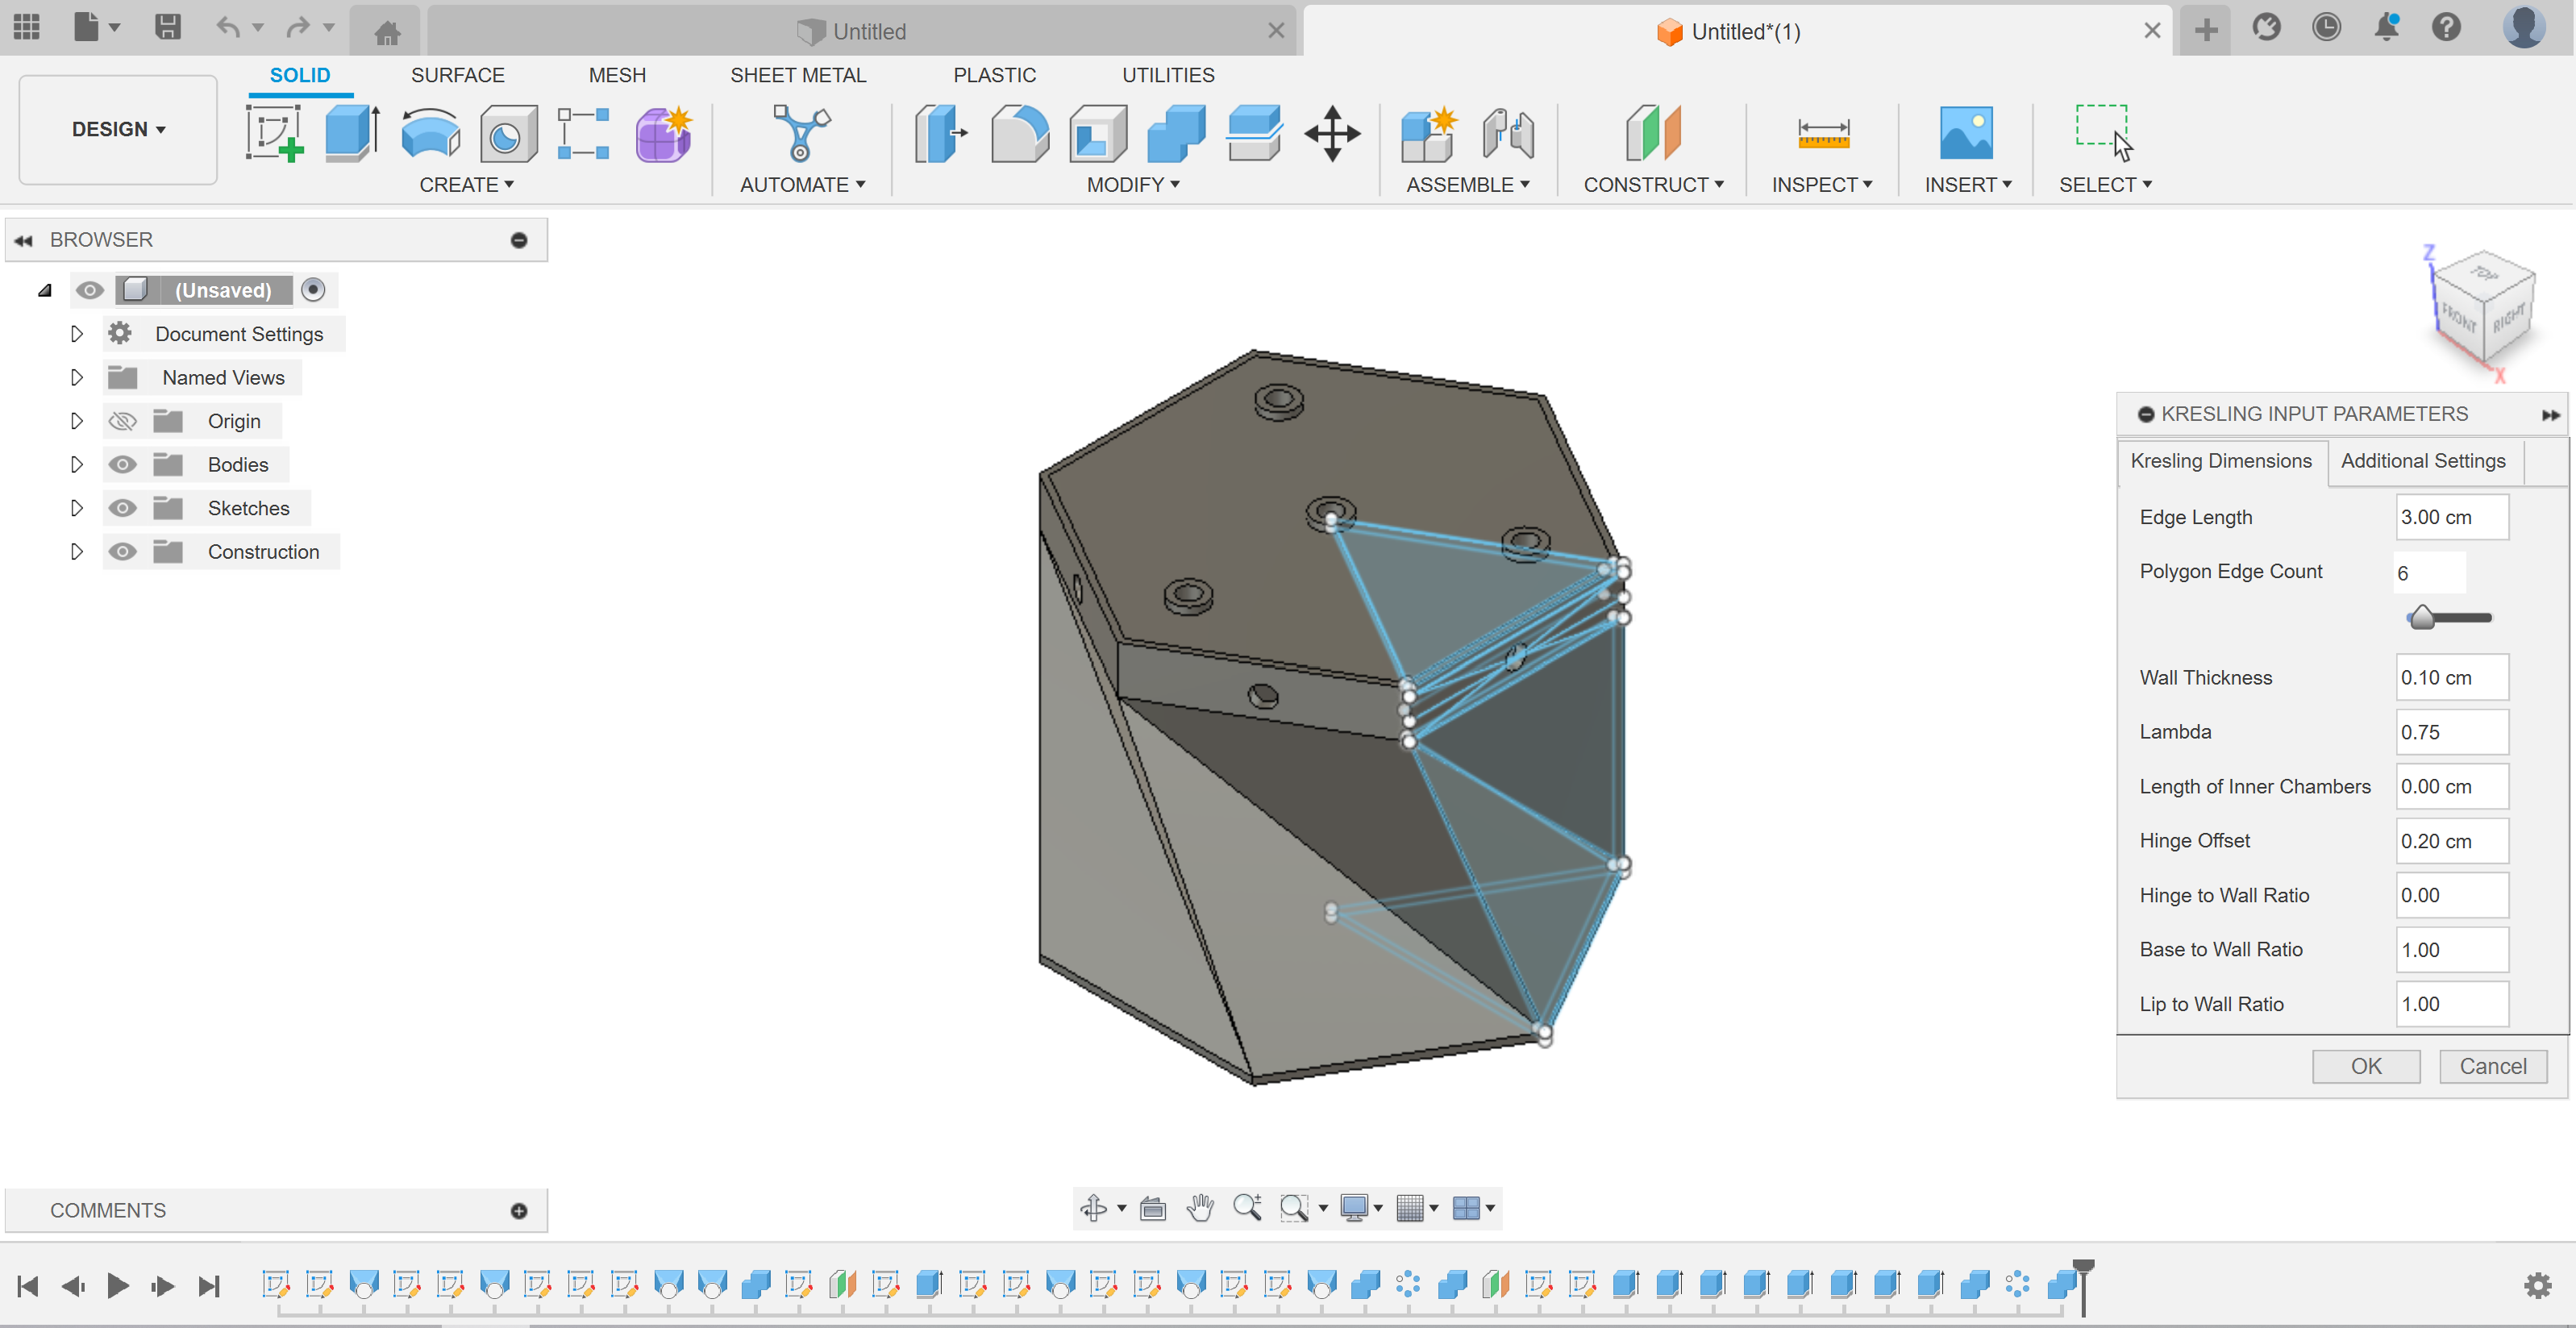 Untitled
Untitled*(1)
SOLID
SURFACE
MESH
SHEET METAL
PLASTIC
UTILITIES
DESIGN
CREATE
AUTOMATE
MODIFY
ASSEMBLE
CONSTRUCT
INSPECT
INSERT
SELECT
BROWSER
(Unsaved)
Document Settings
Named Views
Origin
Bodies
Sketches
Construction
Z
TOP
FRONT
RIGHT
X
KRESLING INPUT PARAMETERS
Kresling Dimensions
Additional Settings
Edge Length 3.00 cm
Polygon Edge Count 6
Wall Thickness 0.10 cm
Lambda 0.75
Length of Inner Chambers 0.00 cm
Hinge Offset 0.20 cm
Hinge to Wall Ratio 0.00
Base to Wall Ratio 1.00
Lip to Wall Ratio 1.00
OK
Cancel
COMMENTS